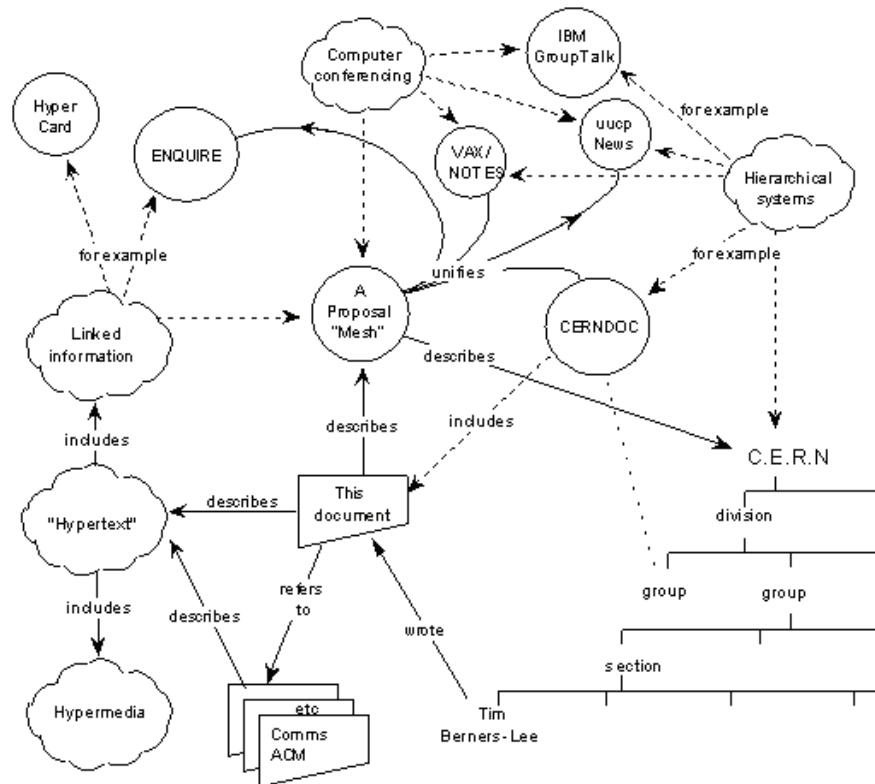 IBM
GroupTalk
Computer
conferencing
Hyper
Card
for example
uucp
News
ENQUIRE
VAX/
NOTES
Hierarchical
systems
for example
unifies
for example
A
Proposal
"Mesh"
CERNDOC
Linked
information
describes
includes
describes
includes
C.E.R.N
This
document
describes
"Hypertext"
division
includes
describes
refers
to
group
group
wrote
section
Hypermedia
etc
Tim
Berners-Lee
Comms
ACM